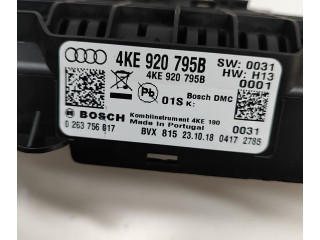 4KE 920 795B SW: 0031
4KE 920 795B HW: H13
0001
Pb 01S K: Bosch DMC
BOSCH Kombiinstrument 4KE 190 0031
0 263 756 817 Made in Portugal
BVX 815 23.10.18 0417 2785